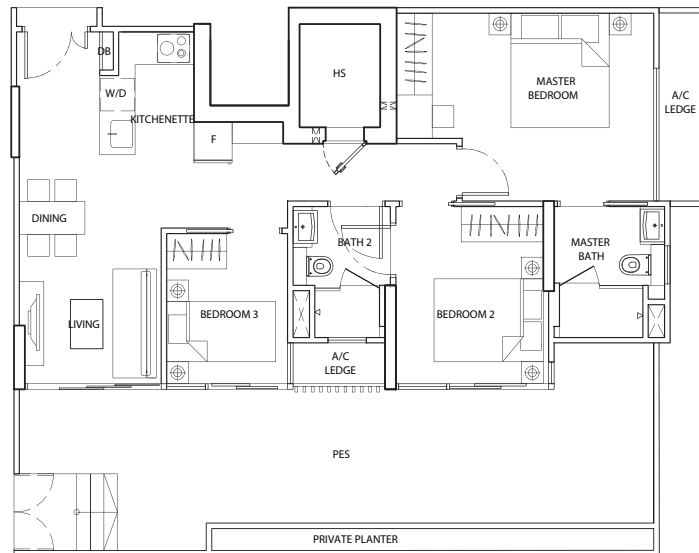 DB
HS
MASTER
BEDROOM
A/C
LEDGE
W/D
KITCHENETTE
F
DINING
BATH 2
MASTER
BATH
LIVING
BEDROOM 3
BEDROOM 2
A/C
LEDGE
PES
PRIVATE PLANTER